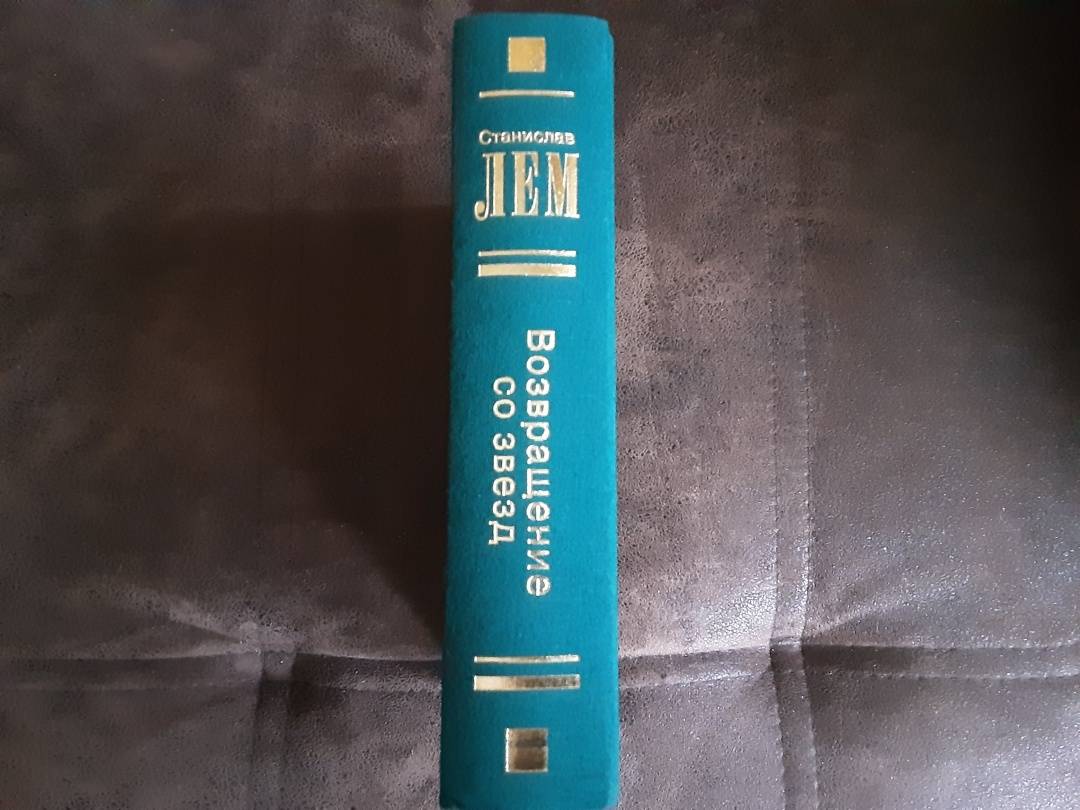 Станислав
ЛЕМ
Возвращение
со звезд